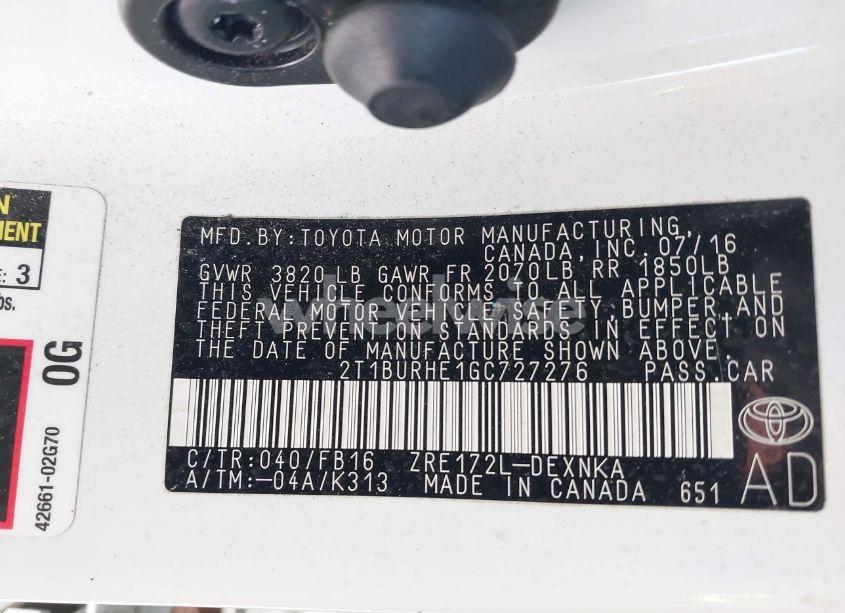 MFD.BY:TOYOTA MOTOR MANUFACTURING,
CANADA,INC.07/16
GVWR 3820 LB GAWR FR 2070LB RR 1850LB
THIS VEHICLE CONFORMS TO ALL APPLICABLE
FEDERAL MOTOR VEHICLE SAFETY,BUMPER,AND
THEFT PREVENTION STANDARDS IN EFFECT ON
THE DATE OF MANUFACTURE SHOWN ABOVE.
2T1BURHE1GC727276 PASS.CAR
C/TR:040/FB16 ZRE172L-DEXNKA
A/TM:-04A/K313 MADE IN CANADA 651
AD
3
0G
42661-02G70